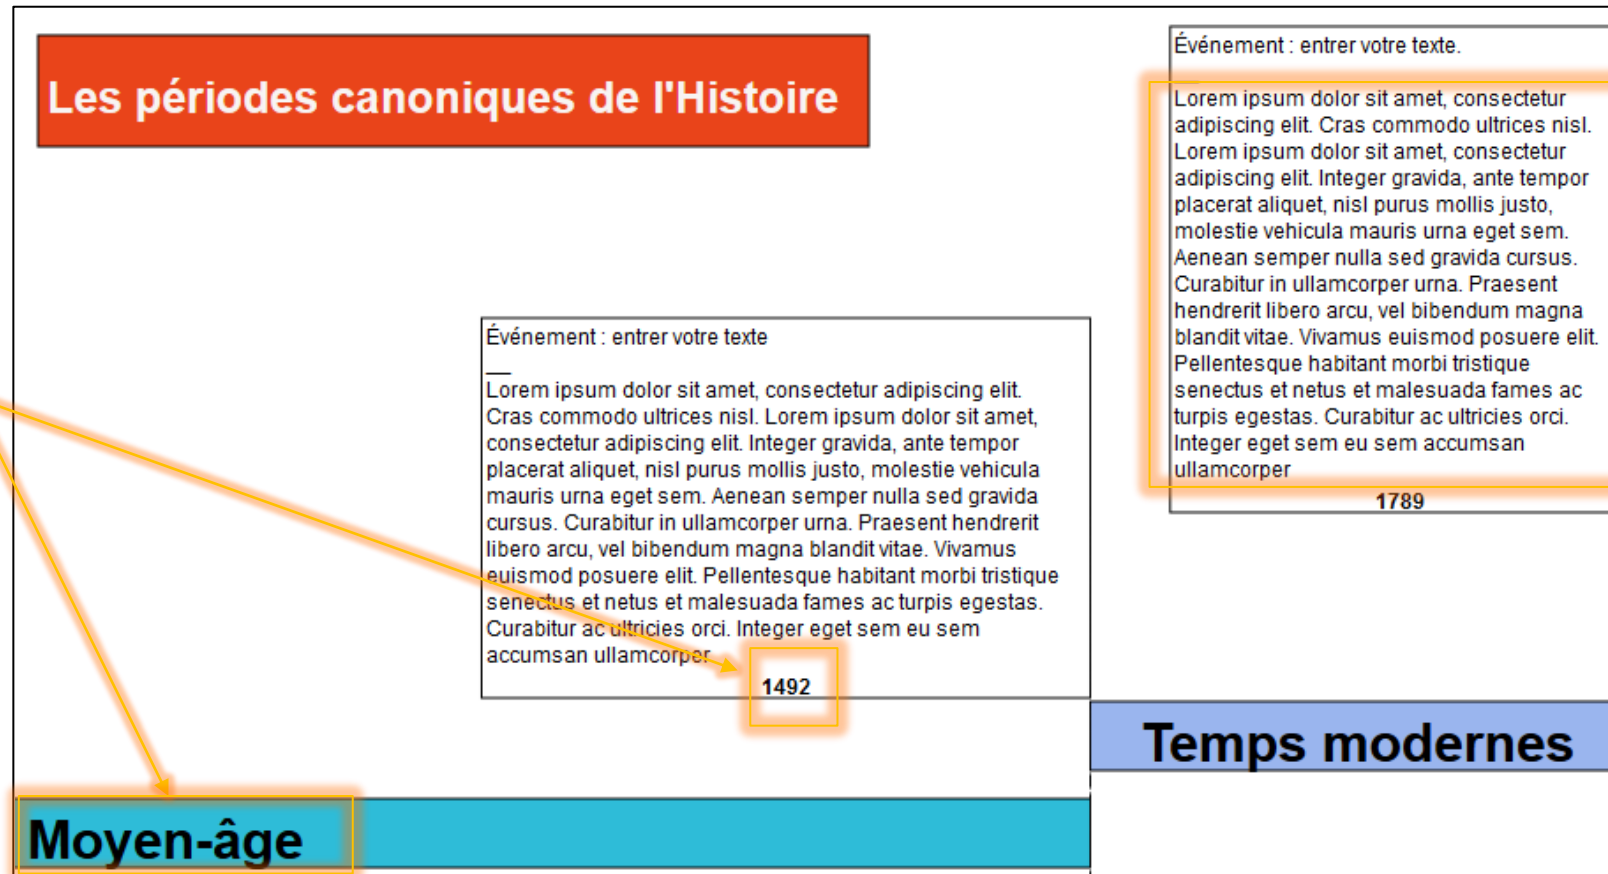 Les périodes canoniques de l'Histoire
Événement : entrer votre texte.
Lorem ipsum dolor sit amet, consectetur
adipiscing elit. Cras commodo ultrices nisl.
Lorem ipsum dolor sit amet, consectetur
adipiscing elit. Integer gravida, ante tempor
placerat aliquet, nisl purus mollis justo,
molestie vehicula mauris urna eget sem.
Aenean semper nulla sed gravida cursus.
Curabitur in ullamcorper urna. Praesent
hendrerit libero arcu, vel bibendum magna
blandit vitae. Vivamus euismod posuere elit.
Pellentesque habitant morbi tristique
senectus et netus et malesuada fames ac
turpis egestas. Curabitur ac ultricies orci.
Integer eget sem eu sem accumsan
ullamcorper
1789
Événement : entrer votre texte
__
Lorem ipsum dolor sit amet, consectetur adipiscing elit.
Cras commodo ultrices nisl. Lorem ipsum dolor sit amet,
consectetur adipiscing elit. Integer gravida, ante tempor
placerat aliquet, nisl purus mollis justo, molestie vehicula
mauris urna eget sem. Aenean semper nulla sed gravida
cursus. Curabitur in ullamcorper urna. Praesent hendrerit
libero arcu, vel bibendum magna blandit vitae. Vivamus
euismod posuere elit. Pellentesque habitant morbi tristique
senectus et netus et malesuada fames ac turpis egestas.
Curabitur ac ultricies orci. Integer eget sem eu sem
accumsan ullamcorper
1492
Temps modernes
Moyen-âge